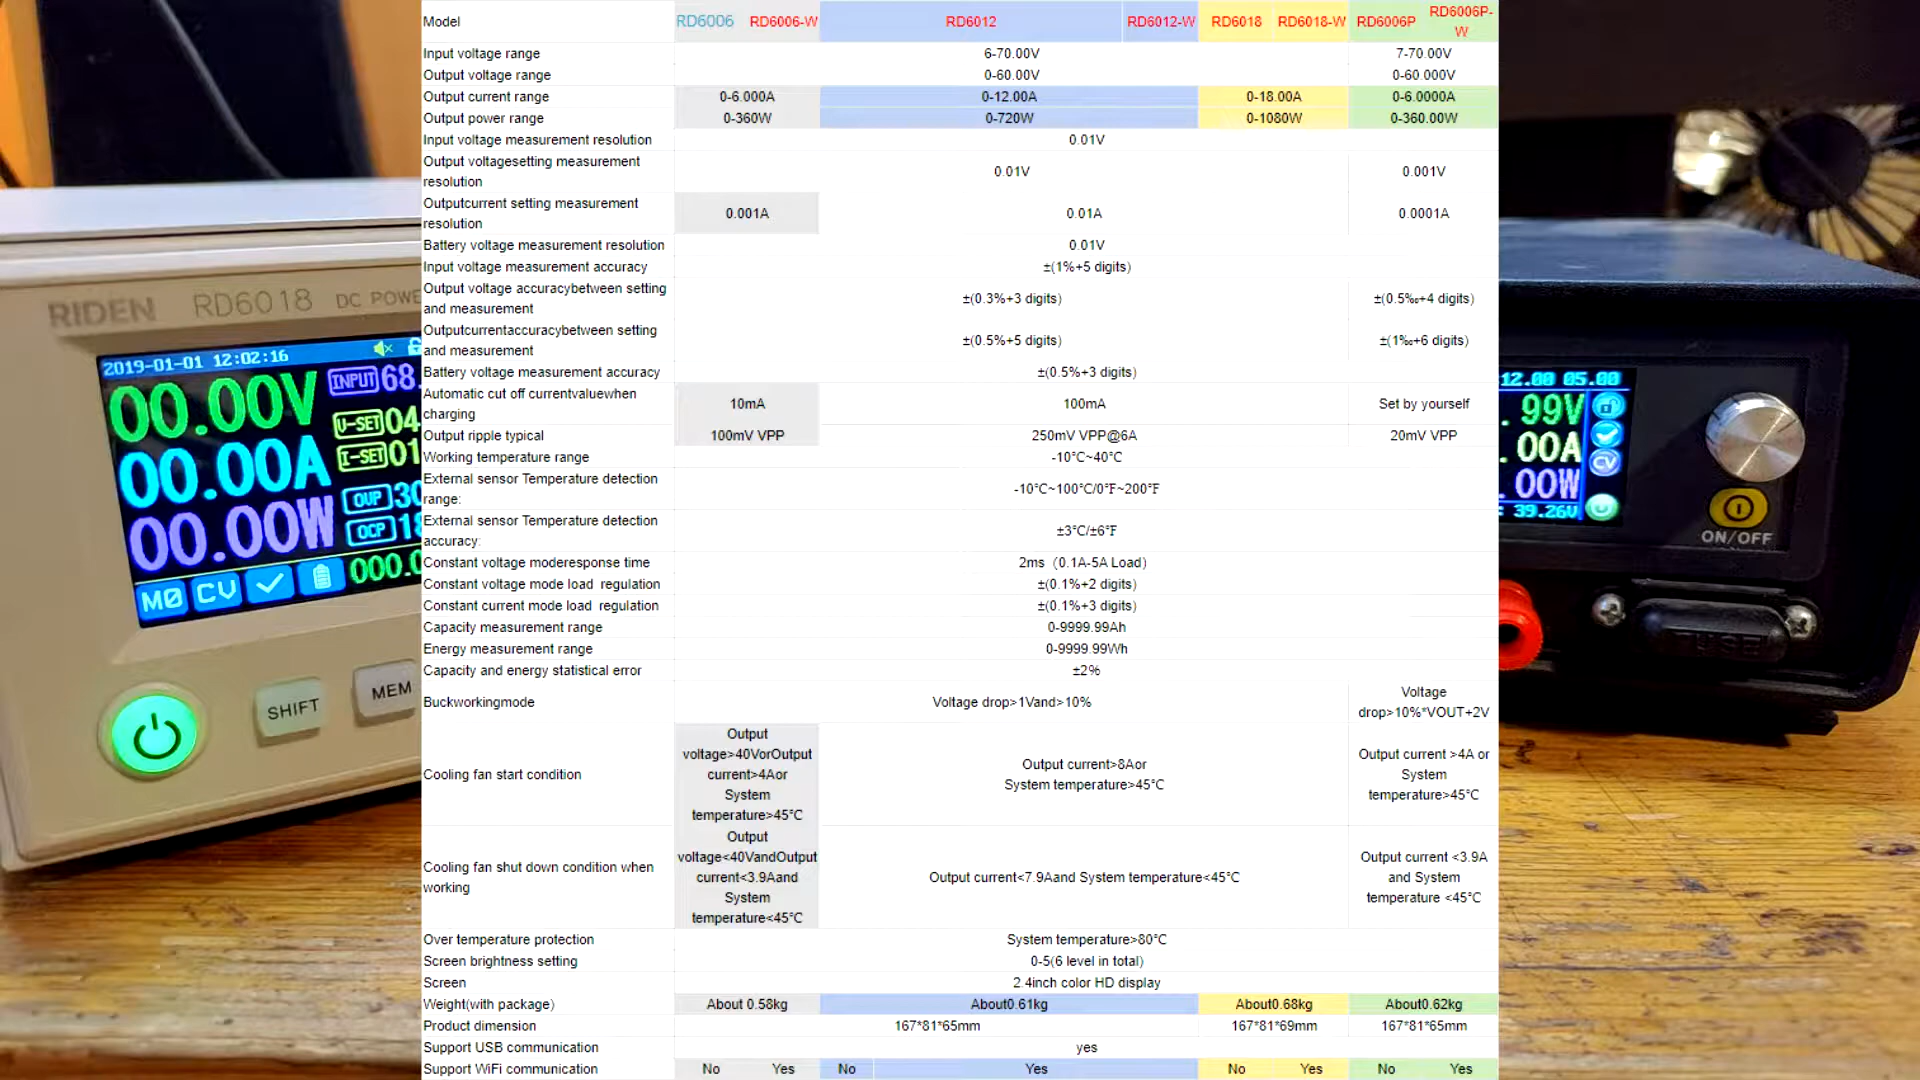 Model RD6006 RD6006-W RD6012 RD6012-W RD6018 RD6018-W RD6006P RD6006P-
W
Input voltage range 6-70.00V 7-70.00V
Output voltage range 0-60.00V 0-60 000V
Output current range 0-6.000A 0-12.00A 0-18.00A 0-6.0000A
Output power range 0-360W 0-720W 0-1080W 0-360.00W
Input voltage measurement resolution 0.01V
Output voltagesetting measurement
resolution 0.01V 0.001V
Outputcurrent setting measurement
resolution 0.001A 0.01A 0.0001A
Battery voltage measurement resolution 0.01V
Input voltage measurement accuracy ±(1%+5 digits)
Output voltage accuracybetween setting
and measurement ±(0.3%+3 digits) ±(0.5‰+4 digits)
Outputcurrentaccuracybetween setting
and measurement ±(0.5%+5 digits) ±(1‰+6 digits)
Battery voltage measurement accuracy ±(0.5%+3 digits)
Automatic cut off currentvaluewhen
charging 10mA 100mA Set by yourself
Output ripple typical 100mV VPP 250mV VPP@6A 20mV VPP
Working temperature range -10°C~40°C
External sensor Temperature detection
range: -10°C~100°C/0°F~200°F
External sensor Temperature detection
accuracy: ±3°C/±6°F
Constant voltage moderesponse time 2ms（0.1A-5A Load）
Constant voltage mode load regulation ±(0.1%+2 digits)
Constant current mode load regulation ±(0.1%+3 digits)
Capacity measurement range 0-9999.99Ah
Energy measurement range 0-9999.99Wh
Capacity and energy statistical error ±2%
Buckworkingmode Voltage drop>1Vand>10% Voltage
drop>10%*VOUT+2V
Cooling fan start condition
Output
voltage>40VorOutput
current>4Aor
System
temperature>45°C
Output current>8Aor
System temperature>45°C
Output current >4A or
System
temperature>45°C
Cooling fan shut down condition when
working
Output
voltage<40VandOutput
current<3.9Aand
System
temperature<45°C
Output current<7.9Aand System temperature<45°C
Output current <3.9A
and System
temperature <45°C
Over temperature protection System temperature>80°C
Screen brightness setting 0-5(6 level in total)
Screen 2.4inch color HD display
Weight(with package) About 0.58kg About0.61kg About0.68kg About0.62kg
Product dimension 167*81*65mm 167*81*69mm 167*81*65mm
Support USB communication yes
Support WiFi communication No Yes No Yes No Yes No Yes
RIDEN RD6018 DC POWE
2019-01-01 12:02:16
00.00V INPUT 68.
V-SET 04
00.00A I-SET 01
OVP 30
00.00W OCP 18
M0 CV 000.0
SHIFT MEM
12.00 05.00
. 99V
. 00A
CV
00W
: 39.26V
ON/OFF
FUSE